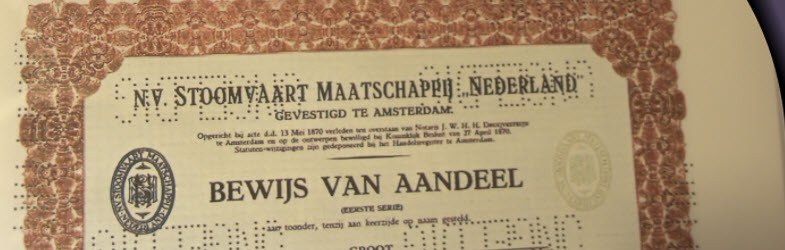 N.V. STOOMVAART MAATSCHAPPIJ „NEDERLAND"
GEVESTIGD TE AMSTERDAM.
Opgericht bij acte d.d. 13 Mei 1870 verleden ten overstaan van Notaris J. W. H. H.
te Amsterdam en op de ontwerpen bewilligd bij Koninklijk Besluit van 27 April 1870.
Statuten-wijzigingen zijn gedeponeerd bij het Handelsregister te Amsterdam.
BEWIJS VAN AANDEEL
(EERSTE SERIE)
aan toonder, tenzij aan keerzijde op naam gesteld.
GROOT